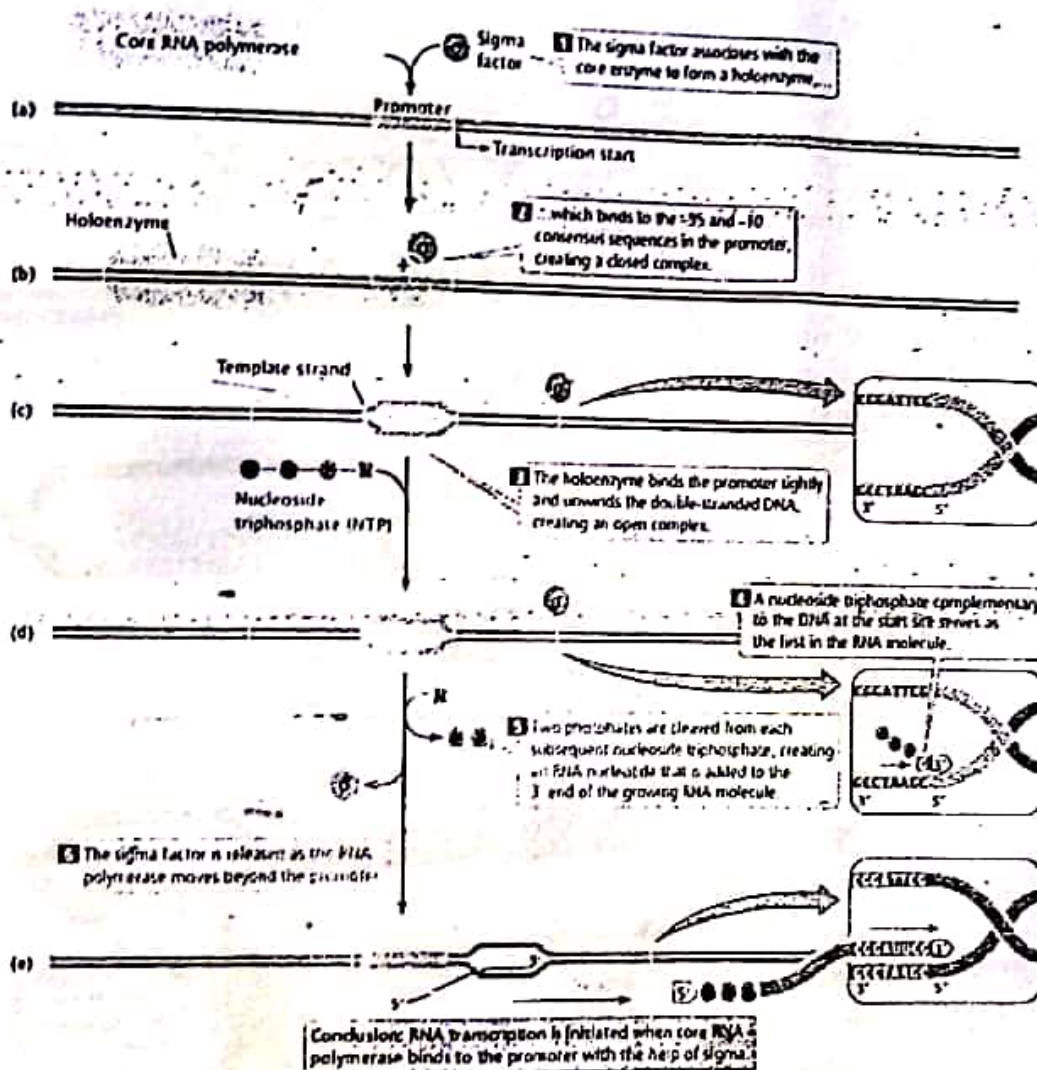 Core RNA polymerase
Sigma
factor
1 The sigma factor associates with the
core enzyme to form a holoenzyme,...
(a)
Promoter
Transcription start
Holoenzyme
2 ...which binds to the –35 and –10
consensus sequences in the promoter,
creating a closed complex.
(b)
Template strand
(c)
Nucleoside
triphosphate (NTP)
3 The holoenzyme binds the promoter tightly
and unwinds the double-stranded DNA,
creating an open complex.
3' 5'
(d)
4 A nucleoside triphosphate complementary
to the DNA at the start site serves as
the first in the RNA molecule.
5 Two phosphates are cleaved from each
subsequent nucleoside triphosphate, creating
an RNA nucleotide that is added to the
3' end of the growing RNA molecule.
3' 5'
6 The sigma factor is released as the RNA
polymerase moves beyond the promoter
(e)
3'
5'
5'
3' 5'
Conclusion: RNA transcription is initiated when core RNA
polymerase binds to the promoter with the help of sigma.